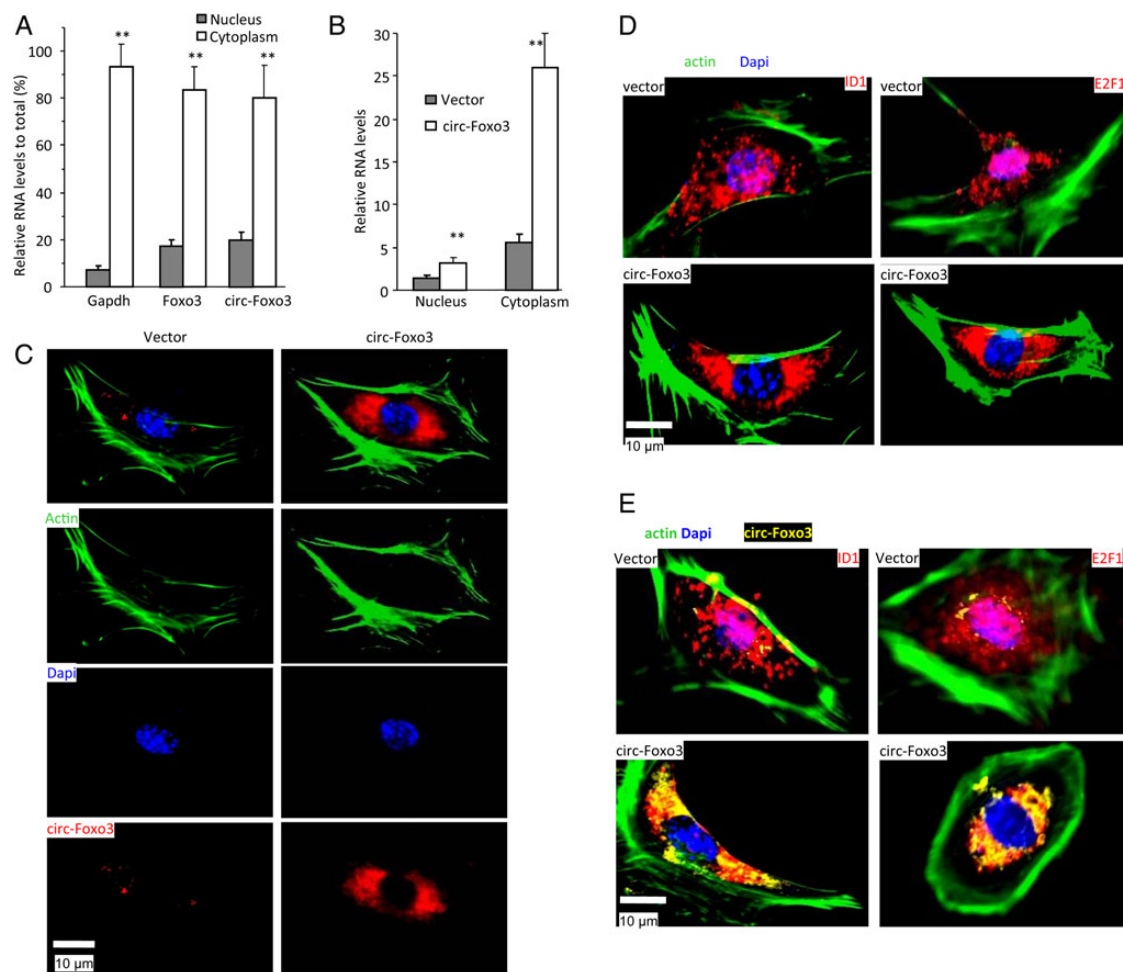 A
Nucleus
Cytoplasm
Relative RNA levels to total (%)
100
80
60
40
20
0
**
**
**
Gapdh
Foxo3
circ-Foxo3
B
Relative RNA levels
30
25
20
15
10
5
0
Vector
circ-Foxo3
**
**
Nucleus
Cytoplasm
C
Vector
circ-Foxo3
Actin
Dapi
circ-Foxo3
10 μm
D
actin
Dapi
vector
ID1
vector
E2F1
circ-Foxo3
circ-Foxo3
10 μm
E
actin Dapi
circ-Foxo3
Vector
ID1
Vector
E2F1
circ-Foxo3
circ-Foxo3
10 μm